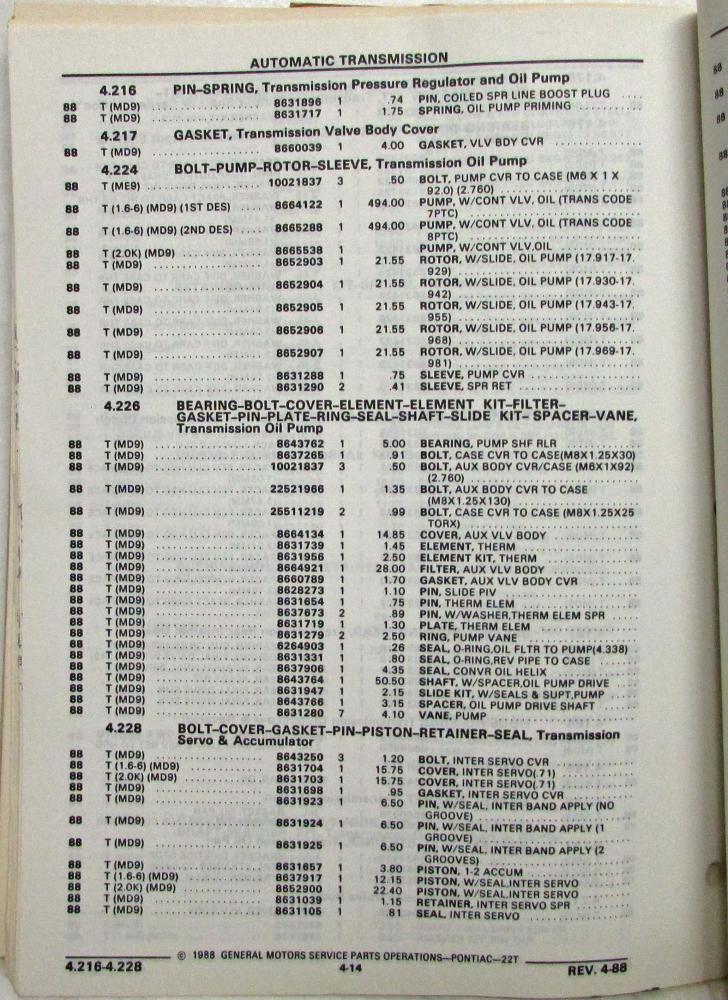 AUTOMATIC TRANSMISSION
4.216 PIN–SPRING, Transmission Pressure Regulator and Oil Pump
88 T (MD9) 8631896 1 .74 PIN, COILED SPR LINE BOOST PLUG ....
88 T (MD9) .................. 8631717 1 1.75 SPRING, OIL PUMP PRIMING ..........
4.217 GASKET, Transmission Valve Body Cover
88 T (MD9) .................. 8660039 1 4.00 GASKET, VLV BDY CVR ..............
4.224 BOLT–PUMP–ROTOR–SLEEVE, Transmission Oil Pump
88 T (ME9) .................. 10021837 3 .50 BOLT, PUMP CVR TO CASE (M6 X 1 X
92.0) (2.760) ......................
88 T (1.6-6) (MD9) (1ST DES) .... 8664122 1 494.00 PUMP, W/CONT VLV, OIL (TRANS CODE
7PTC) ..........................
88 T (1.6-6) (MD9) (2ND DES) .... 8665288 1 494.00 PUMP, W/CONT VLV, OIL (TRANS CODE
8PTC) ..........................
88 T (2.0K) (MD9) ............. 8665538 1 PUMP, W/CONT VLV,OIL ............
88 T (MD9) .................. 8652903 1 21.55 ROTOR, W/SLIDE, OIL PUMP (17.917-17.
929) ..........................
88 T (MD9) .................. 8652904 1 21.55 ROTOR, W/SLIDE, OIL PUMP (17.930-17.
942) ..........................
88 T (MD9) .................. 8652905 1 21.55 ROTOR, W/SLIDE, OIL PUMP (17.943-17.
955) ..........................
88 T (MD9) .................. 8652906 1 21.55 ROTOR, W/SLIDE, OIL PUMP (17.956-17.
968) ..........................
88 T (MD9) .................. 8652907 1 21.55 ROTOR, W/SLIDE, OIL PUMP (17.969-17.
981) ..........................
88 T (MD9) .................. 8631288 1 .75 SLEEVE, PUMP CVR ................
88 T (MD9) .................. 8631290 2 .41 SLEEVE, SPR RET ..................
4.226 BEARING–BOLT–COVER–ELEMENT–ELEMENT KIT–FILTER–
GASKET–PIN–PLATE–RING–SEAL–SHAFT–SLIDE KIT– SPACER–VANE,
Transmission Oil Pump
88 T (MD9) .................. 8643762 1 5.00 BEARING, PUMP SHF RLR ............
88 T (MD9) .................. 8637265 1 .91 BOLT, CASE CVR TO CASE(M8X1.25X30)
88 T (MD9) .................. 10021837 3 .50 BOLT, AUX BODY CVR/CASE (M6X1X92)
(2.760) ..........................
88 T (MD9) .................. 22521966 1 1.35 BOLT, AUX BODY CVR TO CASE
(M8X1.25X130) ....................
88 T (MD9) .................. 25511219 2 .99 BOLT, CASE CVR TO CASE (M8X1.25X25
TORX) ..........................
88 T (MD9) .................. 8664134 1 14.85 COVER, AUX VLV BODY ..............
88 T (MD9) .................. 8631739 1 1.45 ELEMENT, THERM ..................
88 T (MD9) .................. 8631956 1 2.50 ELEMENT KIT, THERM ..............
88 T (MD9) .................. 8664921 1 28.00 FILTER, AUX VLV BODY ..............
88 T (MD9) .................. 8660789 1 1.70 GASKET, AUX VLV BODY CVR ........
88 T (MD9) .................. 8628273 1 1.10 PIN, SLIDE PIV ....................
88 T (MD9) .................. 8631654 1 .75 PIN, THERM ELEM ..................
88 T (MD9) .................. 8637673 2 .89 PIN, W/WASHER,THERM ELEM SPR ....
88 T (MD9) .................. 8631719 1 1.30 PLATE, THERM ELEM ................
88 T (MD9) .................. 8631279 2 2.50 RING, PUMP VANE ..................
88 T (MD9) .................. 6264903 1 .26 SEAL, O-RING,OIL FLTR TO PUMP(4.338) .
88 T (MD9) .................. 8631331 1 .80 SEAL, O-RING,REV PIPE TO CASE ......
88 T (MD9) .................. 8637906 1 4.35 SEAL, CONVR OIL HELIX ............
88 T (MD9) .................. 8643764 1 50.50 SHAFT, W/SPACER,OIL PUMP DRIVE ....
88 T (MD9) .................. 8631947 1 2.15 SLIDE KIT, W/SEALS & SUPT,PUMP ....
88 T (MD9) .................. 8643766 1 3.15 SPACER, OIL PUMP DRIVE SHAFT ......
88 T (MD9) .................. 8631280 7 4.10 VANE, PUMP ......................
4.228 BOLT–COVER–GASKET–PIN–PISTON–RETAINER–SEAL, Transmission
Servo & Accumulator
88 T (MD9) .................. 8643250 3 1.20 BOLT, INTER SERVO CVR ............
88 T (1.6-6) (MD9) ............. 8631704 1 15.75 COVER, INTER SERVO(.71) ..........
88 T (2.0K) (MD9) ............. 8631703 1 15.75 COVER, INTER SERVO(.71) ..........
88 T (MD9) .................. 8631698 1 .95 GASKET, INTER SERVO CVR ..........
88 T (MD9) .................. 8631923 1 6.50 PIN, W/SEAL, INTER BAND APPLY (NO
GROOVE) ........................
88 T (MD9) .................. 8631924 1 6.50 PIN, W/SEAL, INTER BAND APPLY (1
GROOVE) ........................
88 T (MD9) .................. 8631925 1 6.50 PIN, W/SEAL, INTER BAND APPLY (2
GROOVES) ........................
88 T (MD9) .................. 8631657 1 3.80 PISTON, 1-2 ACCUM ................
88 T (1.6-6) (MD9) ............. 8637917 1 12.15 PISTON, W/SEAL,INTER SERVO ........
88 T (2.0K) (MD9) ............. 8652900 1 22.40 PISTON, W/SEAL,INTER SERVO ........
88 T (MD9) .................. 8631039 1 1.15 RETAINER, INTER SERVO SPR ........
88 T (MD9) .................. 8631105 1 .81 SEAL, INTER SERVO ................
© 1988 GENERAL MOTORS SERVICE PARTS OPERATIONS—PONTIAC—22T
4.216-4.228 4-14 REV. 4-88